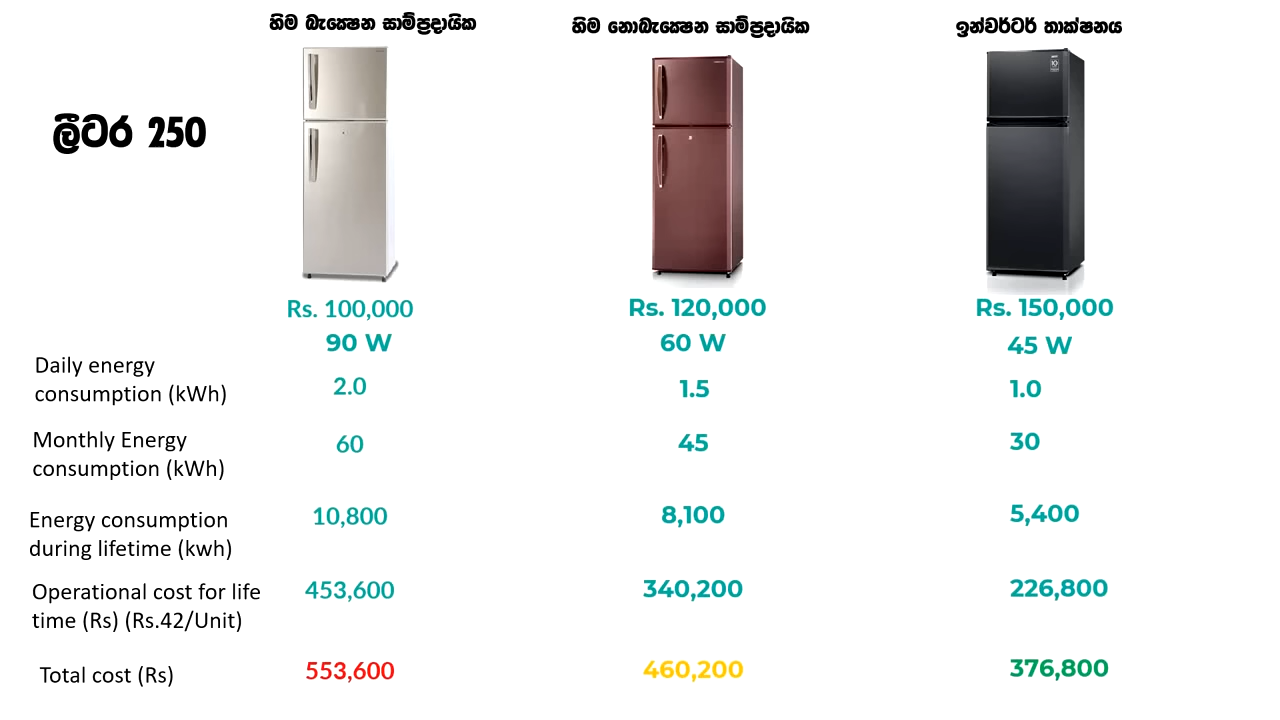 හිම බැක්‍ෂෙන සාම්ප්‍රදායික
හිම නොබැක්‍ෂෙන සාම්ප්‍රදායික
ඉන්වර්ටර් තාක්ෂනය
ලීටර 250
Rs. 100,000
Rs. 120,000
Rs. 150,000
90 W
60 W
45 W
Daily energy
consumption (kWh)
2.0
1.5
1.0
Monthly Energy
consumption (kWh)
60
45
30
Energy consumption
during lifetime (kwh)
10,800
8,100
5,400
Operational cost for life
time (Rs) (Rs.42/Unit)
453,600
340,200
226,800
Total cost (Rs)
553,600
460,200
376,800